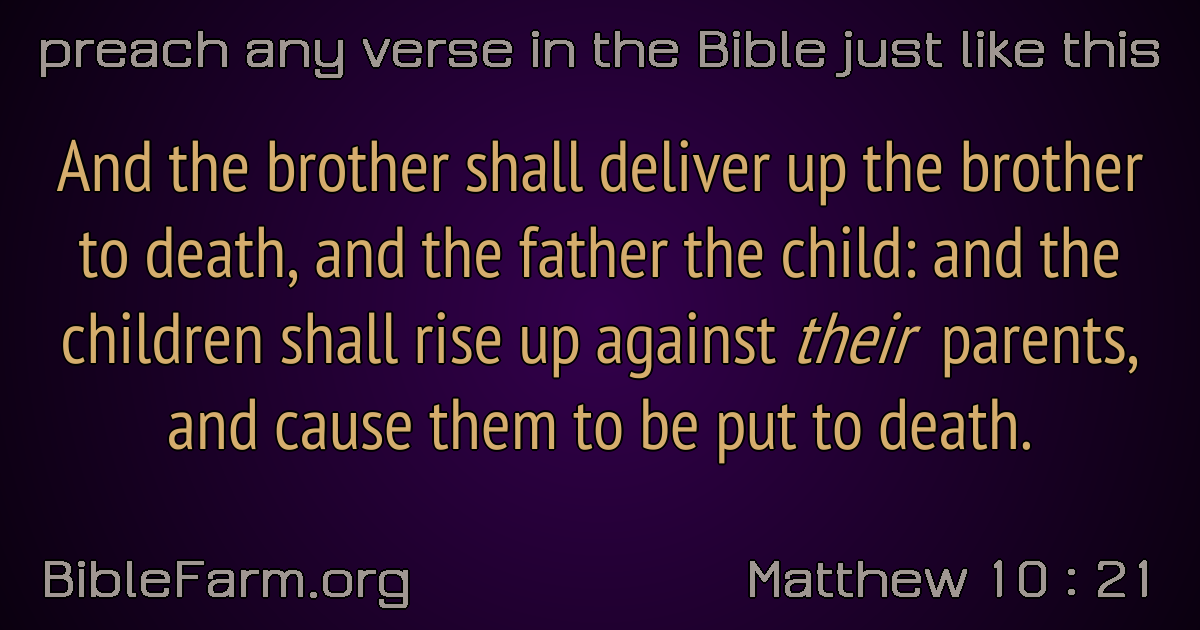 preach any verse in the Bible just like this
And the brother shall deliver up the brother
to death, and the father the child: and the
children shall rise up against their parents,
and cause them to be put to death.
BibleFarm.org
Matthew 10 : 21